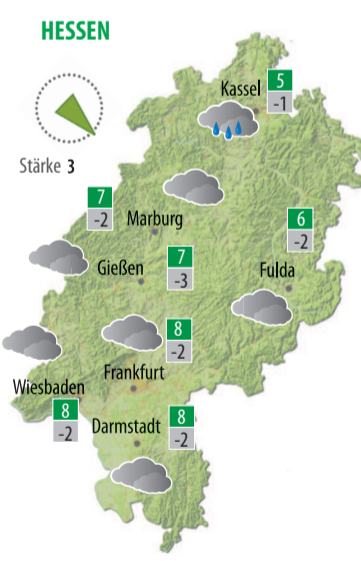 HESSEN
Kassel
5
-1
Stärke 3
7
-2
Marburg
6
-2
Gießen
7
-3
Fulda
8
-2
Frankfurt
Wiesbaden
8
-2
Darmstadt
8
-2